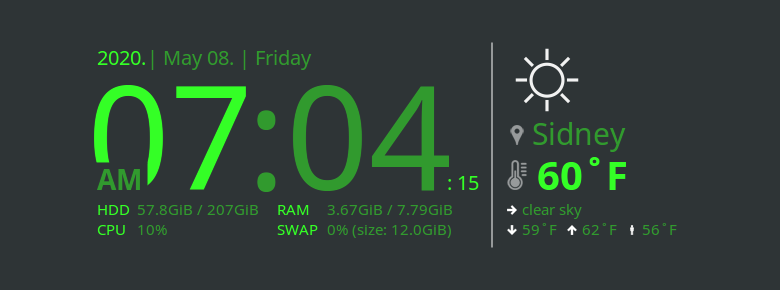 2020.| May 08. | Friday
07:04
AM
: 15
HDD 57.8GiB / 207GiB RAM 3.67GiB / 7.79GiB
CPU 10% SWAP 0% (size: 12.0GiB)
Sidney
60˚F
clear sky
59˚F 62˚F 56˚F